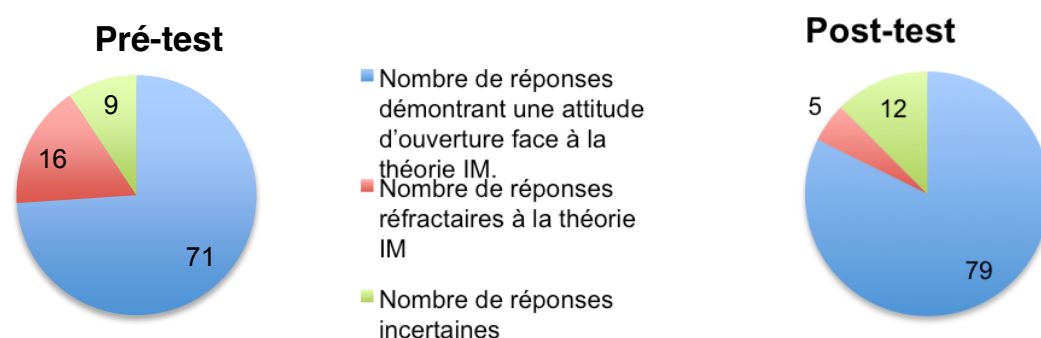 Pré-test
9
16
71
Nombre de réponses
démontrant une attitude
d'ouverture face à la
théorie IM.
Nombre de réponses
réfractaires à la théorie
IM
Nombre de réponses
incertaines
Post-test
5
12
79